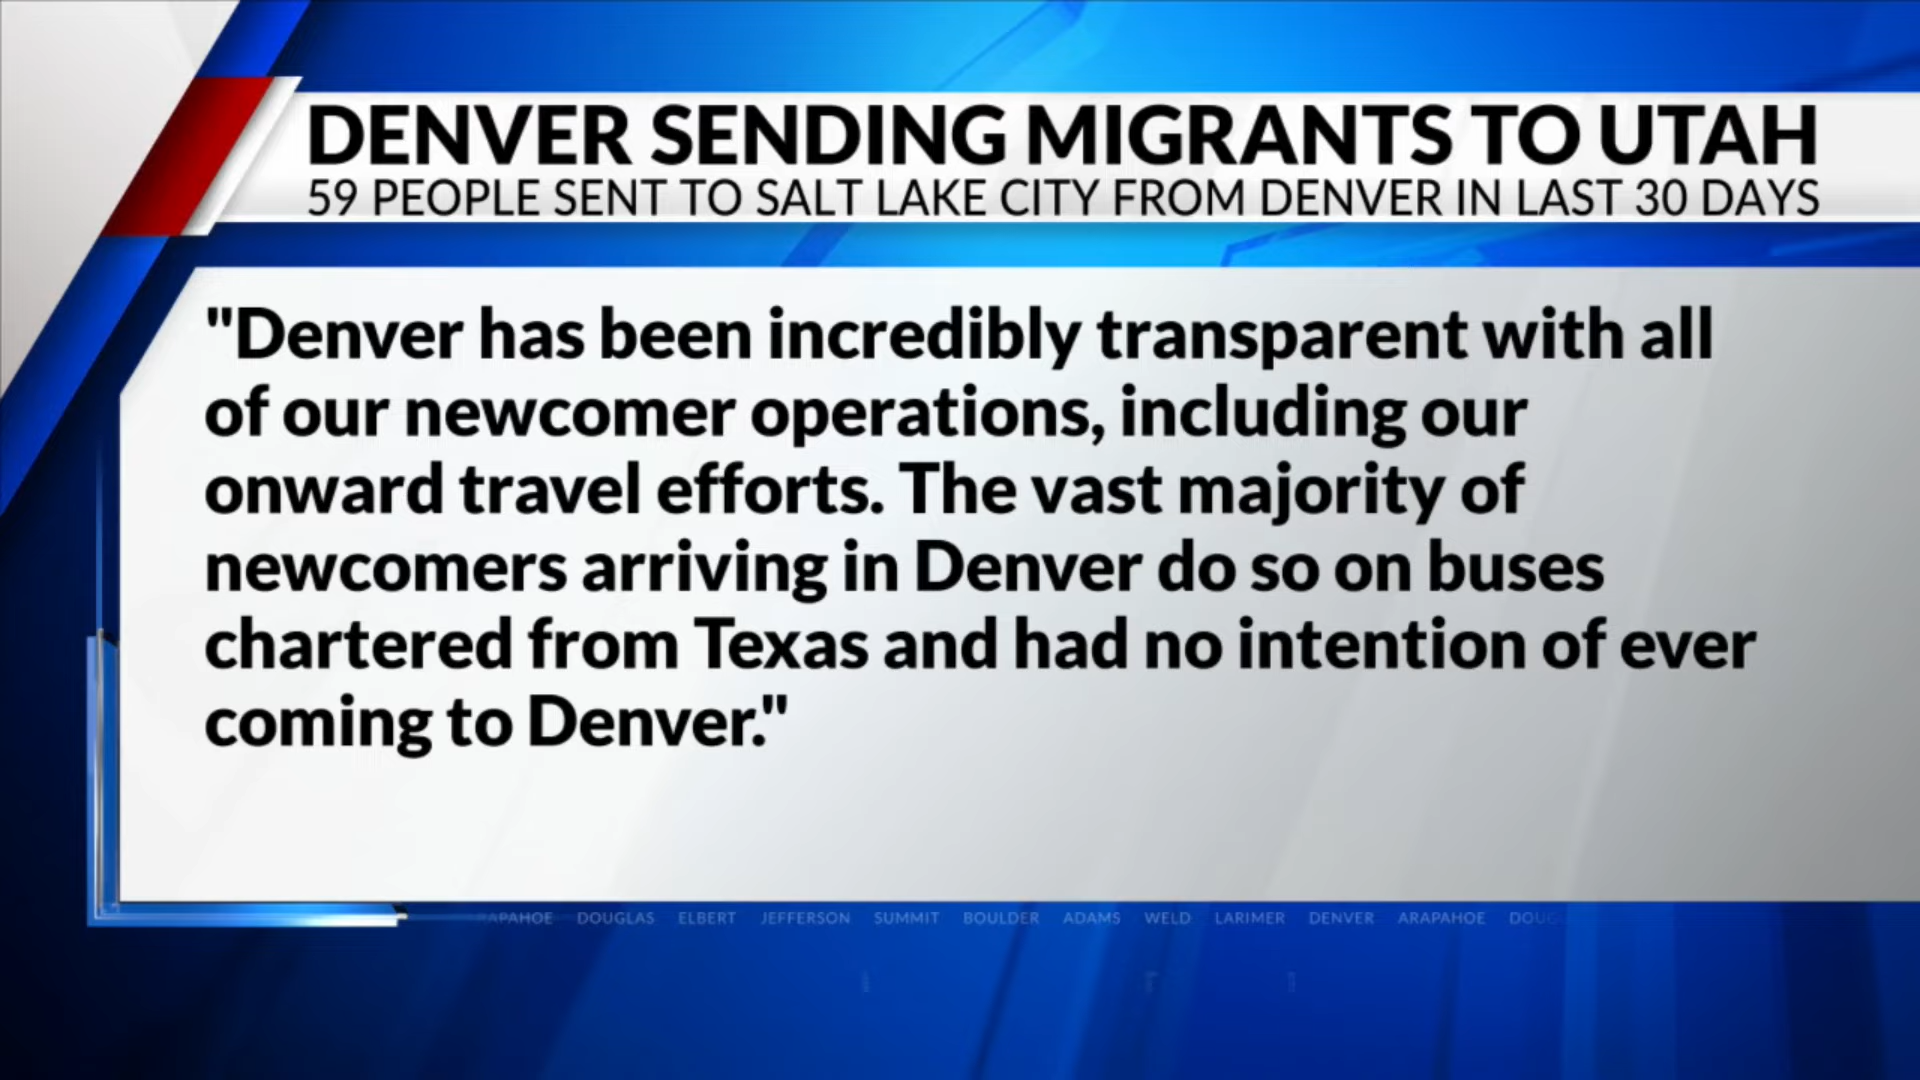 DENVER SENDING MIGRANTS TO UTAH
59 PEOPLE SENT TO SALT LAKE CITY FROM DENVER IN LAST 30 DAYS
"Denver has been incredibly transparent with all
of our newcomer operations, including our
onward travel efforts. The vast majority of
newcomers arriving in Denver do so on buses
chartered from Texas and had no intention of ever
coming to Denver."
APAHOE DOUGLAS ELBERT JEFFERSON SUMMIT BOULDER ADAMS WELD LARIMER DENVER ARAPAHOE DOUG